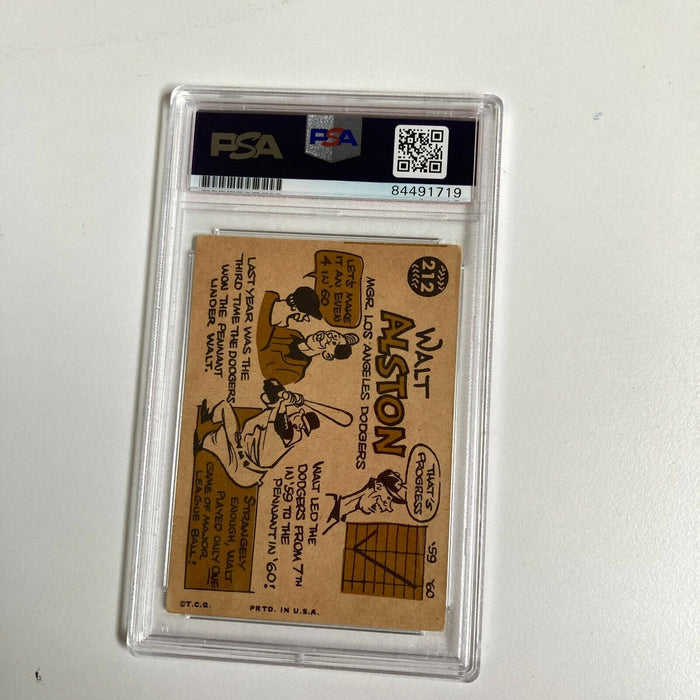 PSA
PSA
84491719
212
WALT
ALSTON
MGR. LOS ANGELES DODGERS
LET'S MAKE
IT AN EVEN
4 IN '60
LAST YEAR WAS THE
THIRD TIME THE DODGERS
WON THE PENNANT
UNDER WALT.
THAT'S
PROGRESS
'59 '60
WALT LED THE
DODGERS FROM 7TH
IN '59 TO THE
PENNANT IN '60!
STRANGELY
ENOUGH, WALT
PLAYED ONLY ONE
GAME OF MAJOR
LEAGUE BALL!
©T.C.G.
PRTD. IN U.S.A.